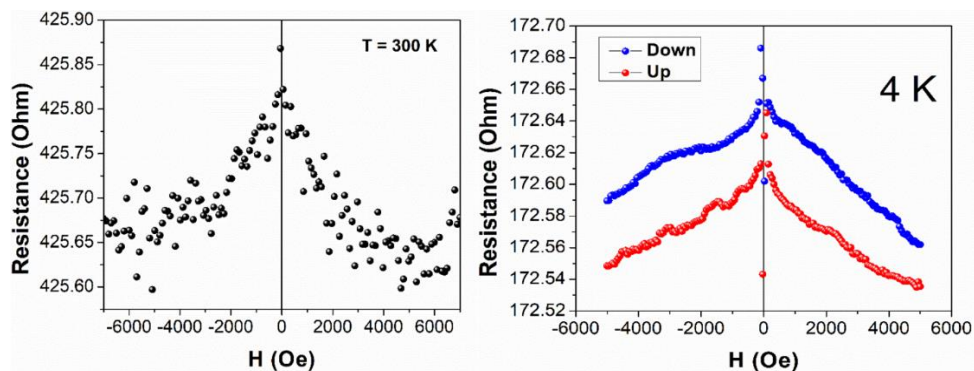 425.90
425.85
425.80
425.75
425.70
425.65
425.60
Resistance (Ohm)
T = 300 K
-6000 -4000 -2000 0 2000 4000 6000
H (Oe)
172.70
172.68
172.66
172.64
172.62
172.60
172.58
172.56
172.54
172.52
Resistance (Ohm)
Down
Up
4 K
-6000 -4000 -2000 0 2000 4000 6000
H (Oe)